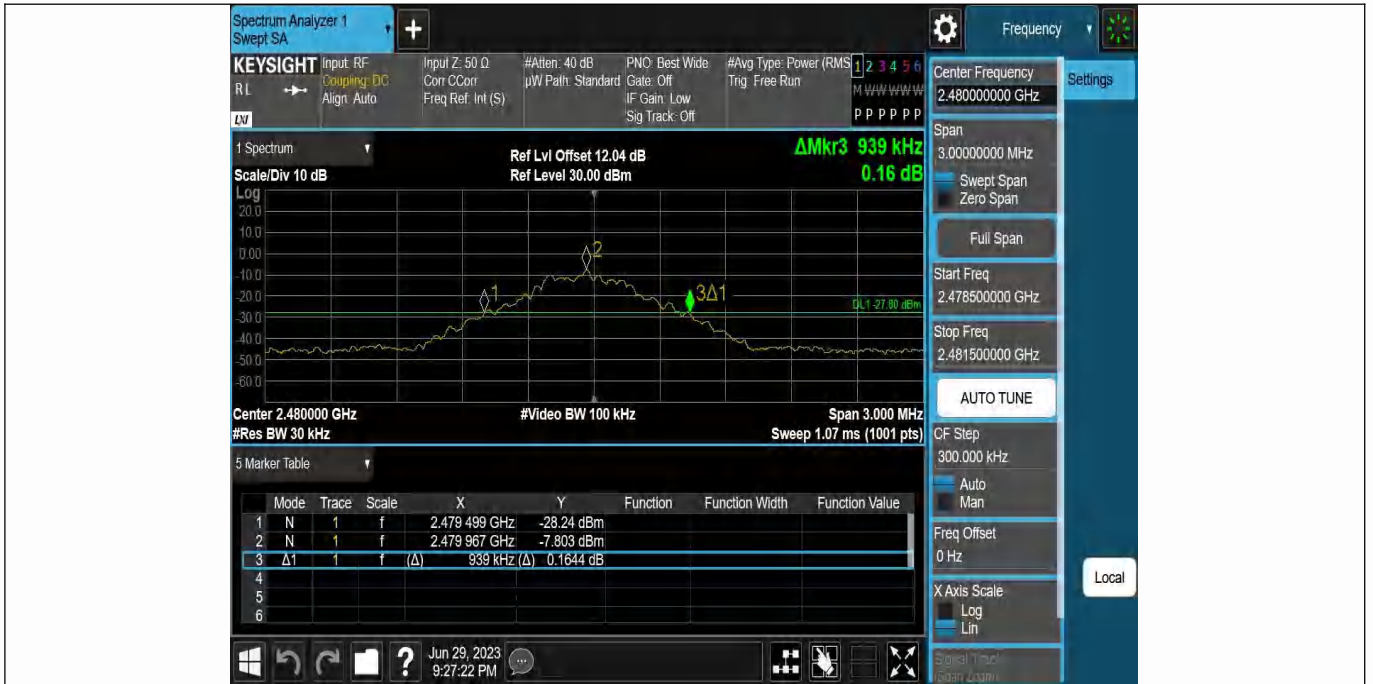 Spectrum Analyzer 1
Swept SA
+
Frequency
KEYSIGHT
RL
LXI
Input: RF
Coupling: DC
Align: Auto
Input Z: 50 Ω
Corr CCorr
Freq Ref: Int (S)
#Atten: 40 dB
µW Path: Standard
PNO: Best Wide
Gate: Off
IF Gain: Low
Sig Track: Off
#Avg Type: Power (RMS
Trig: Free Run
1 2 3 4 5 6
M W W W W W
P P P P P P
1 Spectrum
Scale/Div 10 dB
Ref Lvl Offset 12.04 dB
Ref Level 30.00 dBm
ΔMkr3 939 kHz
0.16 dB
Log
20.0
10.0
0.00
-10.0
-20.0
-30.0
-40.0
-50.0
-60.0
1
2
3Δ1
DL1 -27.80 dBm
Center 2.480000 GHz
#Res BW 30 kHz
#Video BW 100 kHz
Span 3.000 MHz
Sweep 1.07 ms (1001 pts)
5 Marker Table
Mode Trace Scale X Y Function Function Width Function Value
1 N 1 f 2.479 499 GHz -28.24 dBm
2 N 1 f 2.479 967 GHz -7.803 dBm
3 Δ1 1 f (Δ) 939 kHz (Δ) 0.1644 dB
4
5
6
?
Jun 29, 2023
9:27:22 PM
Center Frequency
2.480000000 GHz
Settings
Span
3.00000000 MHz
Swept Span
Zero Span
Full Span
Start Freq
2.478500000 GHz
Stop Freq
2.481500000 GHz
AUTO TUNE
CF Step
300.000 kHz
Auto
Man
Freq Offset
0 Hz
X Axis Scale
Log
Lin
Local
Signal Track
(Span Zoom)